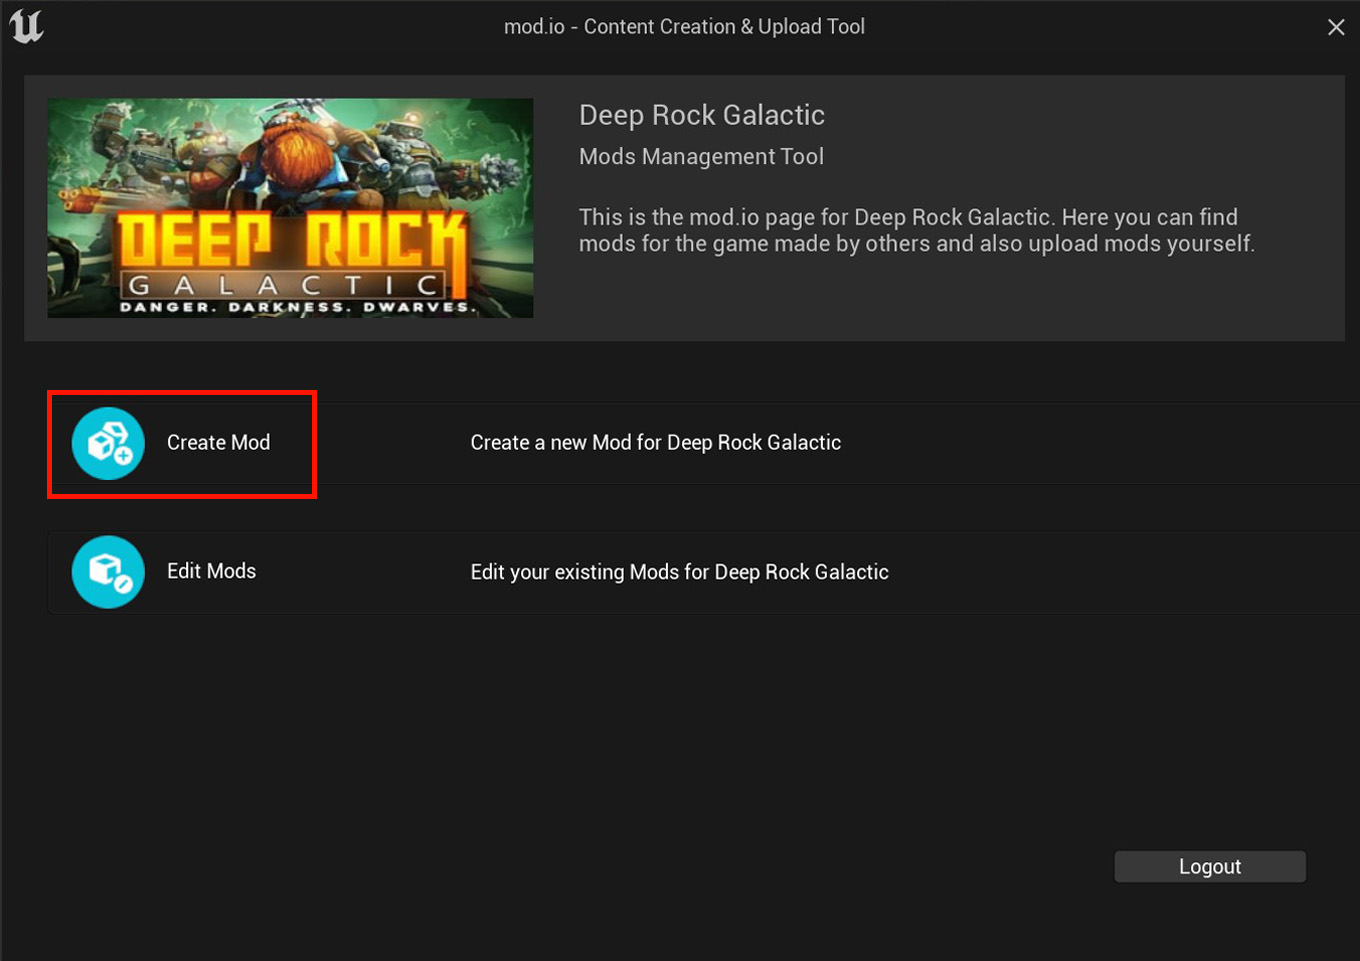 mod.io - Content Creation & Upload Tool
DEEP ROCK
GALACTIC
DANGER. DARKNESS. DWARVES.
Deep Rock Galactic
Mods Management Tool
This is the mod.io page for Deep Rock Galactic. Here you can find
mods for the game made by others and also upload mods yourself.
Create Mod
Create a new Mod for Deep Rock Galactic
Edit Mods
Edit your existing Mods for Deep Rock Galactic
Logout